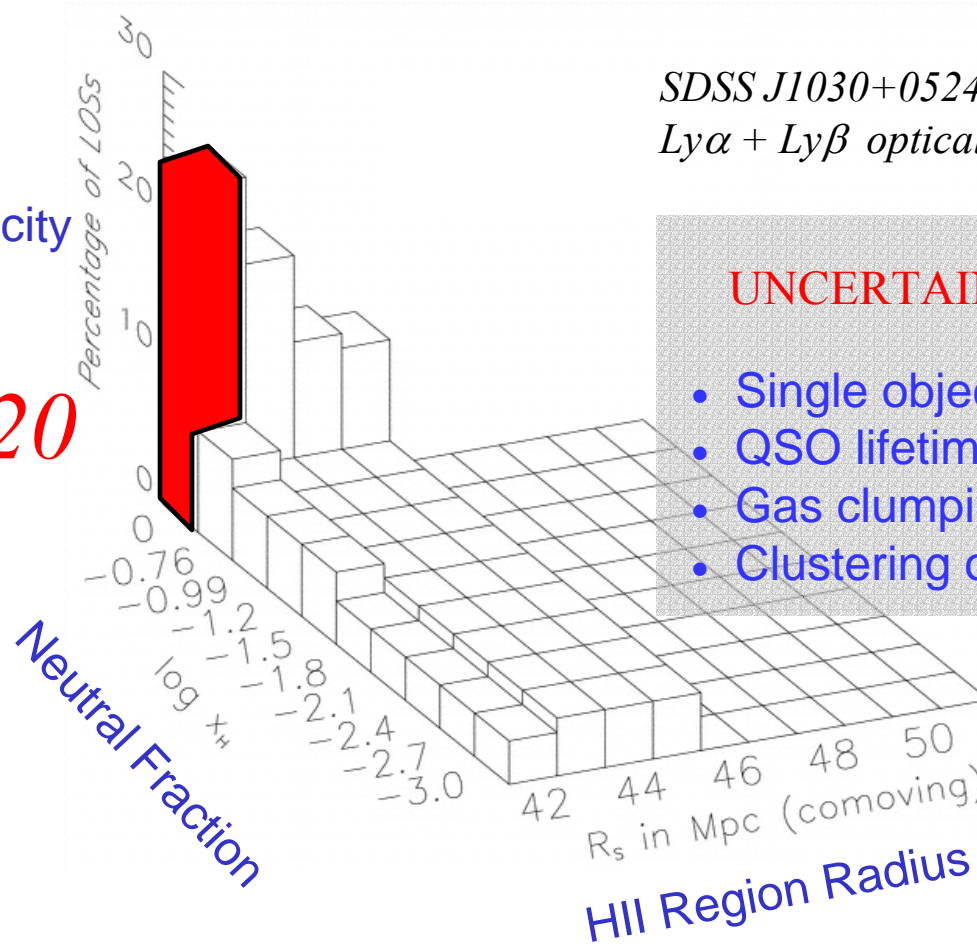 30
Percentage of LOSs
20
10
0
SDSS J1030+0524
Lyα + Lyβ optical
city
20
UNCERTAI
• Single objec
• QSO lifetim
• Gas clumpi
• Clustering
0
−0.76
−0.99
−1.2
−1.5
−1.8
−2.1
−2.4
−2.7
−3.0
log x_H
Neutral Fraction
42 44 46 48 50
R_s in Mpc (comoving)
HII Region Radius